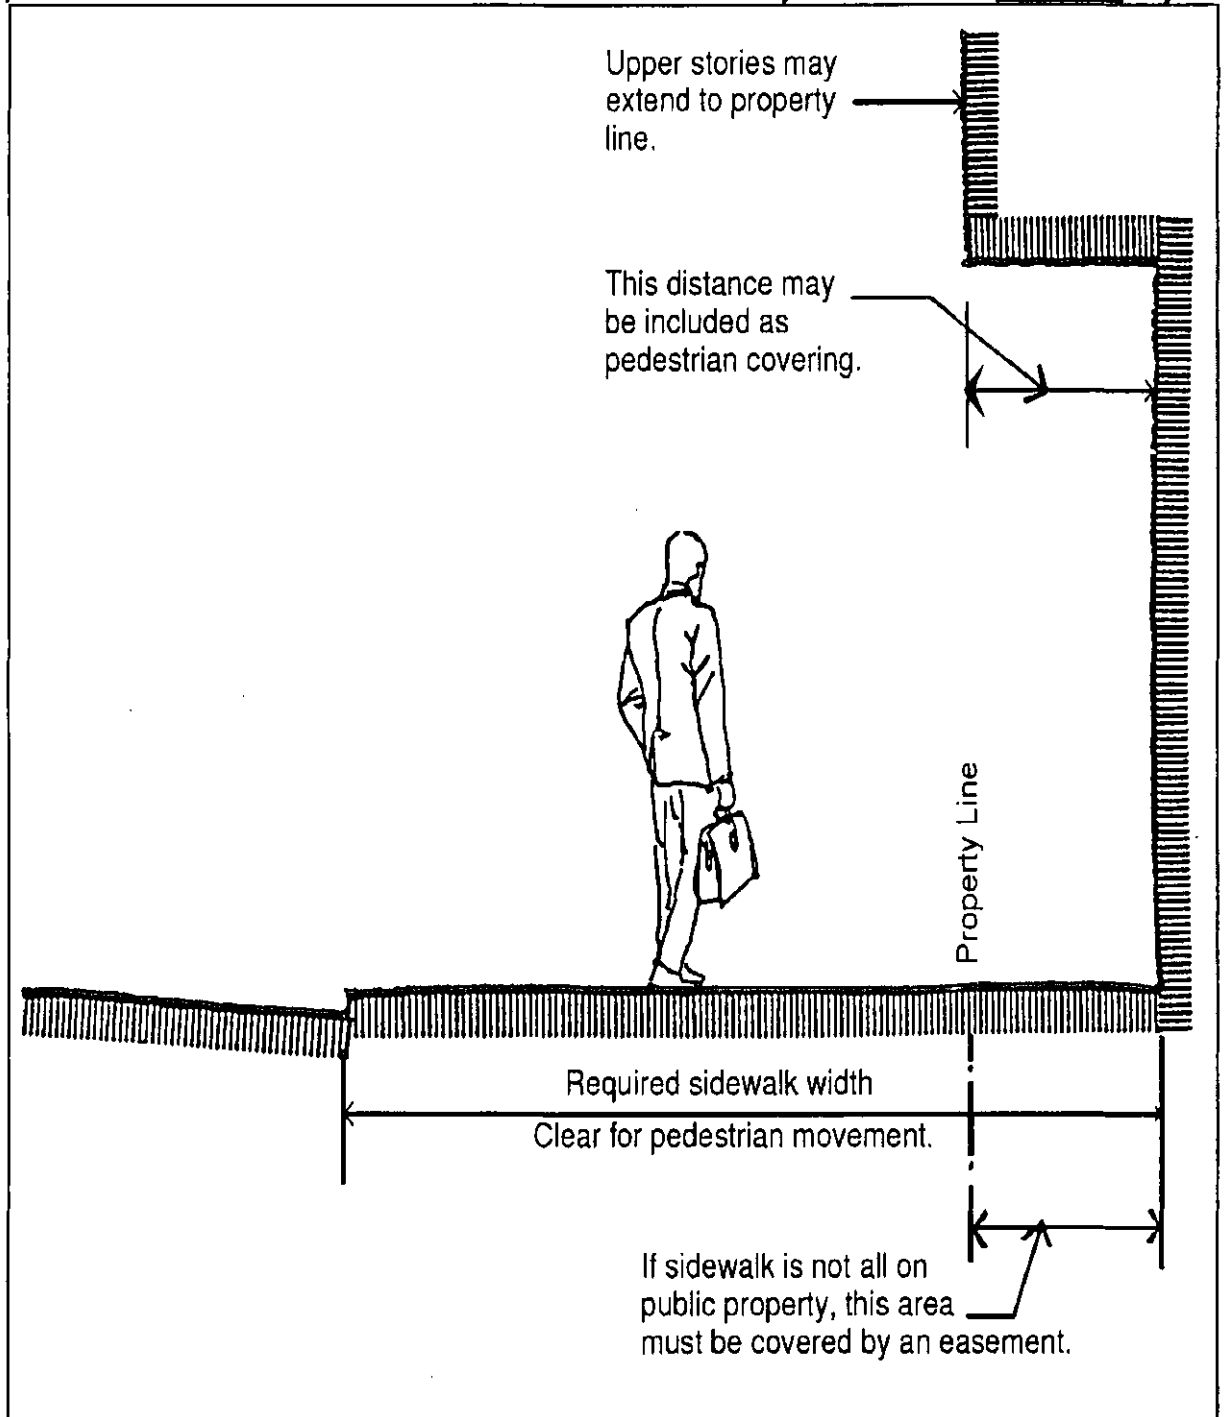 Upper stories may
extend to property
line.
This distance may
be included as
pedestrian covering.
Property Line
Required sidewalk width
Clear for pedestrian movement.
If sidewalk is not all on
public property, this area
must be covered by an easement.